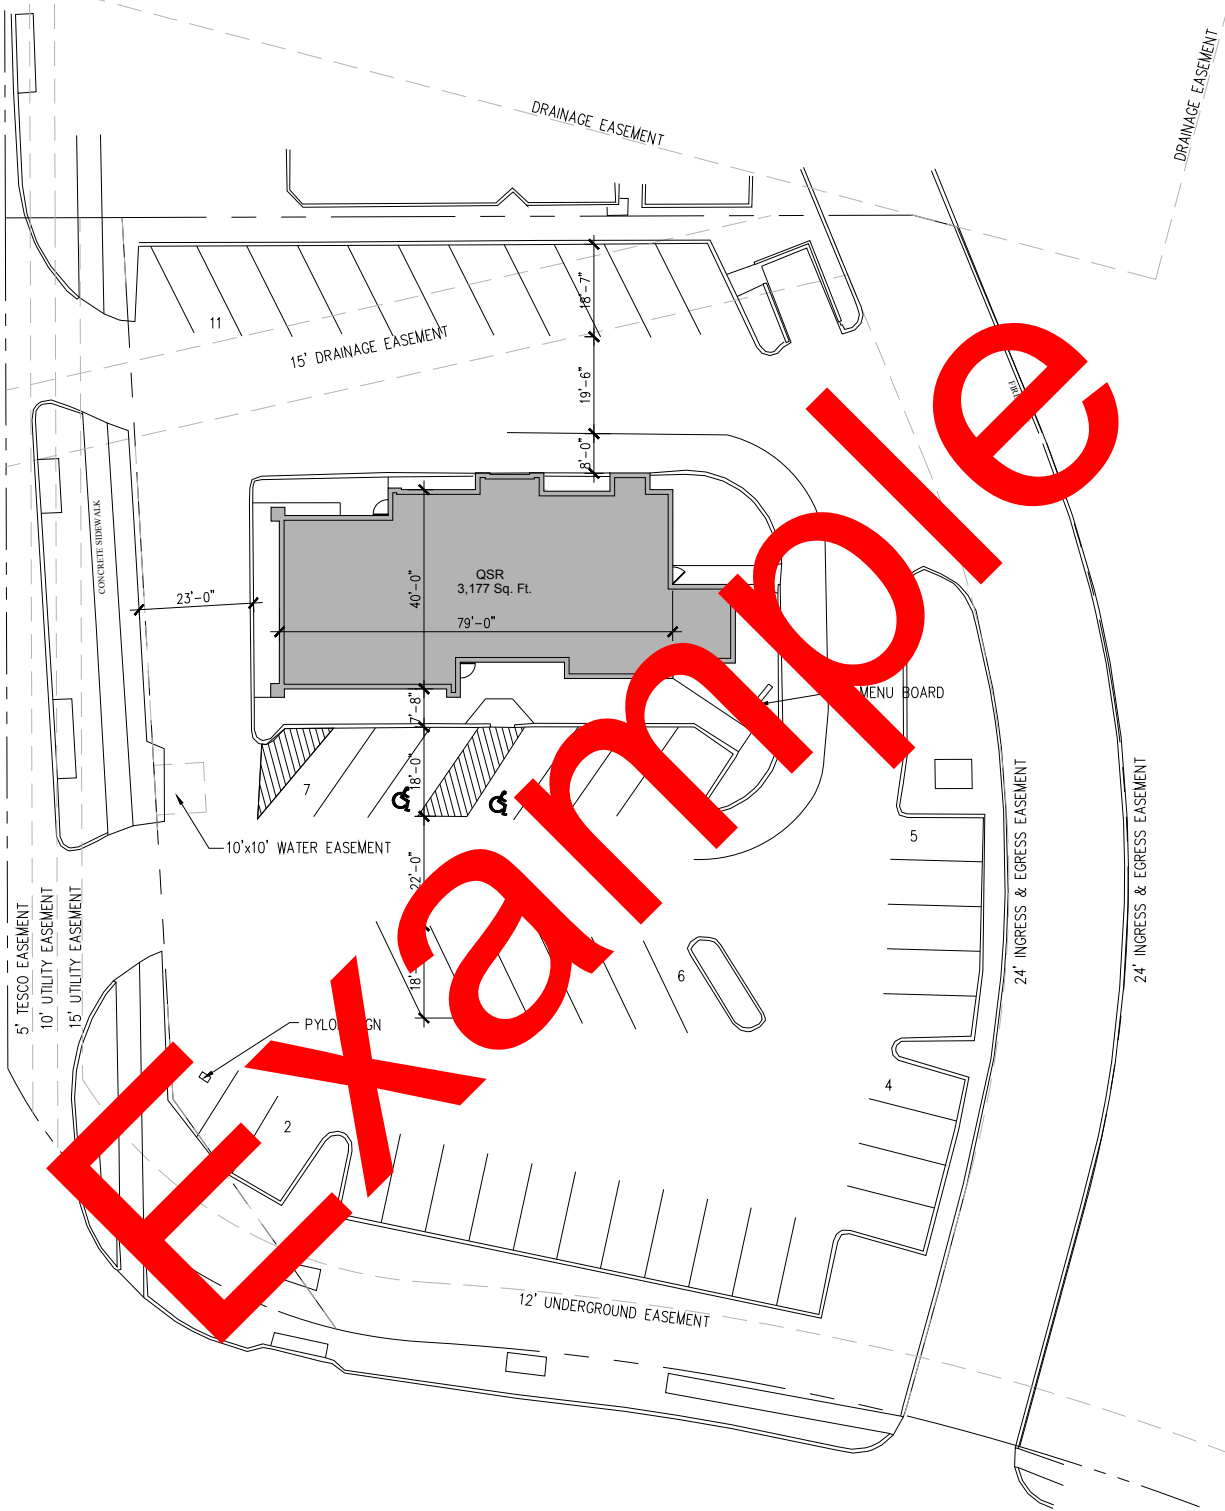 DRAINAGE EASEMENT
DRAINAGE EASEMENT
18'-7"
11
15' DRAINAGE EASEMENT
19'-6"
8'-0"
CONCRETE SIDEWALK
QSR
3,177 Sq. Ft.
40'-0"
23'-0"
79'-0"
7'-8"
MENU BOARD
18'-0"
7
5
10'x10' WATER EASEMENT
22'-0"
5' TESCO EASEMENT
10' UTILITY EASEMENT
15' UTILITY EASEMENT
24' INGRESS & EGRESS EASEMENT
24' INGRESS & EGRESS EASEMENT
6
18'
4
2
12' UNDERGROUND EASEMENT
Example